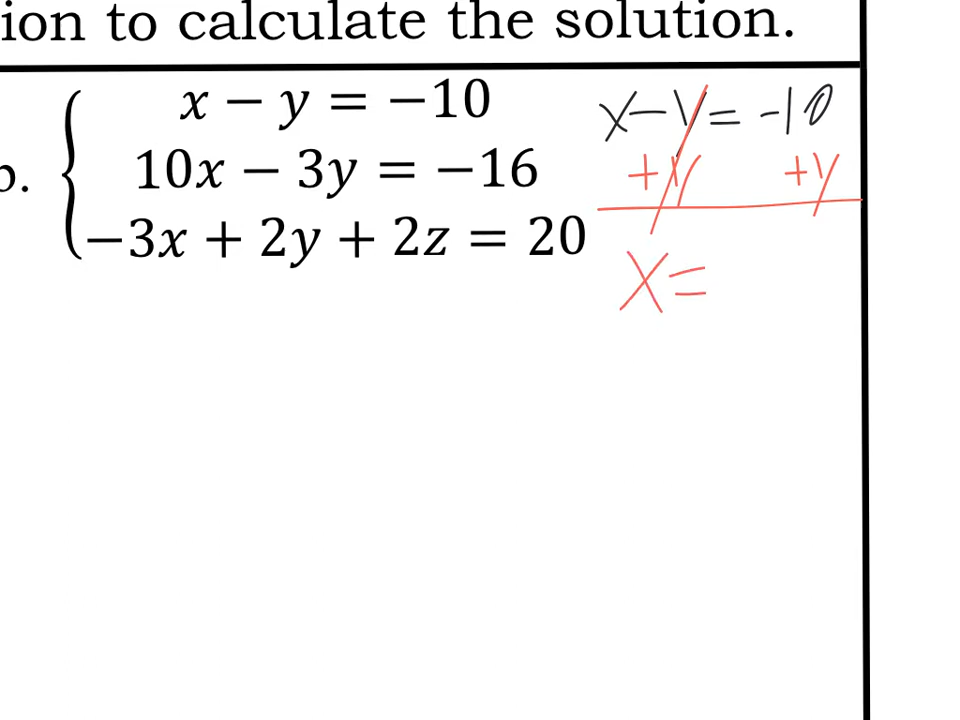 ion to calculate the solution.
x − y = −10
b. 10x − 3y = −16
−3x + 2y + 2z = 20
x − y = -10
+y +y
x =